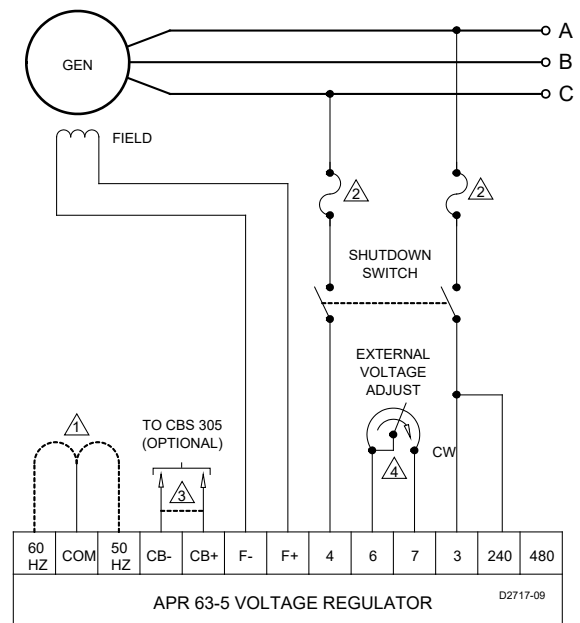 A
GEN
B
C
FIELD
2
2
SHUTDOWN
SWITCH
EXTERNAL
VOLTAGE
ADJUST
1
TO CBS 305
(OPTIONAL)
3
4
CW
60
HZ
COM
50
HZ
CB-
CB+
F-
F+
4
6
7
3
240
480
APR 63-5 VOLTAGE REGULATOR
D2717-09